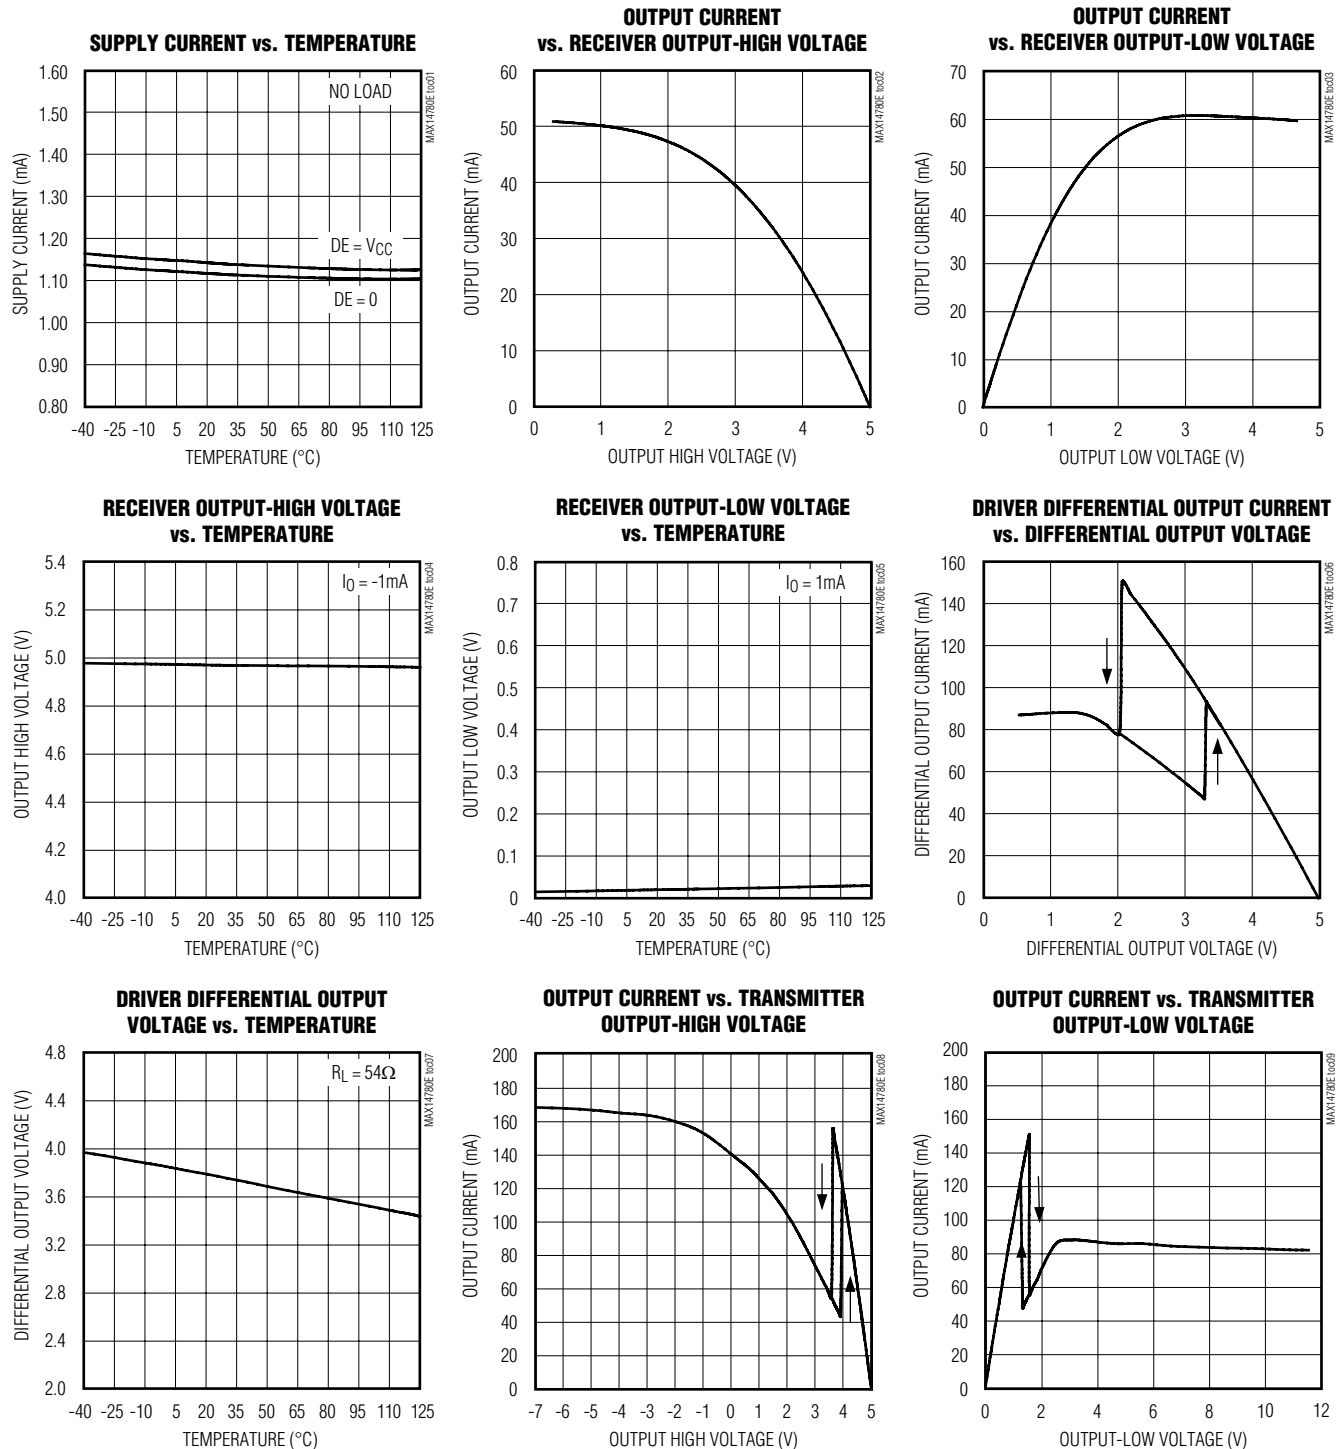 SUPPLY CURRENT vs. TEMPERATURE
1.60
1.50
1.40
1.30
1.20
1.10
1.00
0.90
0.80
SUPPLY CURRENT (mA)
NO LOAD
DE = VCC
DE = 0
MAX14780E toc01
-40 -25 -10 5 20 35 50 65 80 95 110 125
TEMPERATURE (°C)
OUTPUT CURRENT
vs. RECEIVER OUTPUT-HIGH VOLTAGE
60
50
40
30
20
10
0
OUTPUT CURRENT (mA)
MAX14780E toc02
0 1 2 3 4 5
OUTPUT HIGH VOLTAGE (V)
OUTPUT CURRENT
vs. RECEIVER OUTPUT-LOW VOLTAGE
70
60
50
40
30
20
10
0
OUTPUT CURRENT (mA)
MAX14780E toc03
0 1 2 3 4 5
OUTPUT LOW VOLTAGE (V)
RECEIVER OUTPUT-HIGH VOLTAGE
vs. TEMPERATURE
5.4
5.2
5.0
4.8
4.6
4.4
4.2
4.0
OUTPUT HIGH VOLTAGE (V)
IO = -1mA
MAX14780E toc04
-40 -25 -10 5 20 35 50 65 80 95 110 125
TEMPERATURE (°C)
RECEIVER OUTPUT-LOW VOLTAGE
vs. TEMPERATURE
0.8
0.7
0.6
0.5
0.4
0.3
0.2
0.1
0
OUTPUT LOW VOLTAGE (V)
IO = 1mA
MAX14780E toc05
-40 -25 -10 5 20 35 50 65 80 95 110 125
TEMPERATURE (°C)
DRIVER DIFFERENTIAL OUTPUT CURRENT
vs. DIFFERENTIAL OUTPUT VOLTAGE
160
140
120
100
80
60
40
20
0
DIFFERENTIAL OUTPUT CURRENT (mA)
MAX14780E toc06
0 1 2 3 4 5
DIFFERENTIAL OUTPUT VOLTAGE (V)
DRIVER DIFFERENTIAL OUTPUT
VOLTAGE vs. TEMPERATURE
4.8
4.4
4.0
3.6
3.2
2.8
2.4
2.0
DIFFERENTIAL OUTPUT VOLTAGE (V)
RL = 54Ω
MAX14780E toc07
-40 -25 -10 5 20 35 50 65 80 95 110 125
TEMPERATURE (°C)
OUTPUT CURRENT vs. TRANSMITTER
OUTPUT-HIGH VOLTAGE
200
180
160
140
120
100
80
60
40
20
0
OUTPUT CURRENT (mA)
MAX14780E toc08
-7 -6 -5 -4 -3 -2 -1 0 1 2 3 4 5
OUTPUT HIGH VOLTAGE (V)
OUTPUT CURRENT vs. TRANSMITTER
OUTPUT-LOW VOLTAGE
200
180
160
140
120
100
80
60
40
20
0
OUTPUT CURRENT (mA)
MAX14780E toc09
0 2 4 6 8 10 12
OUTPUT-LOW VOLTAGE (V)